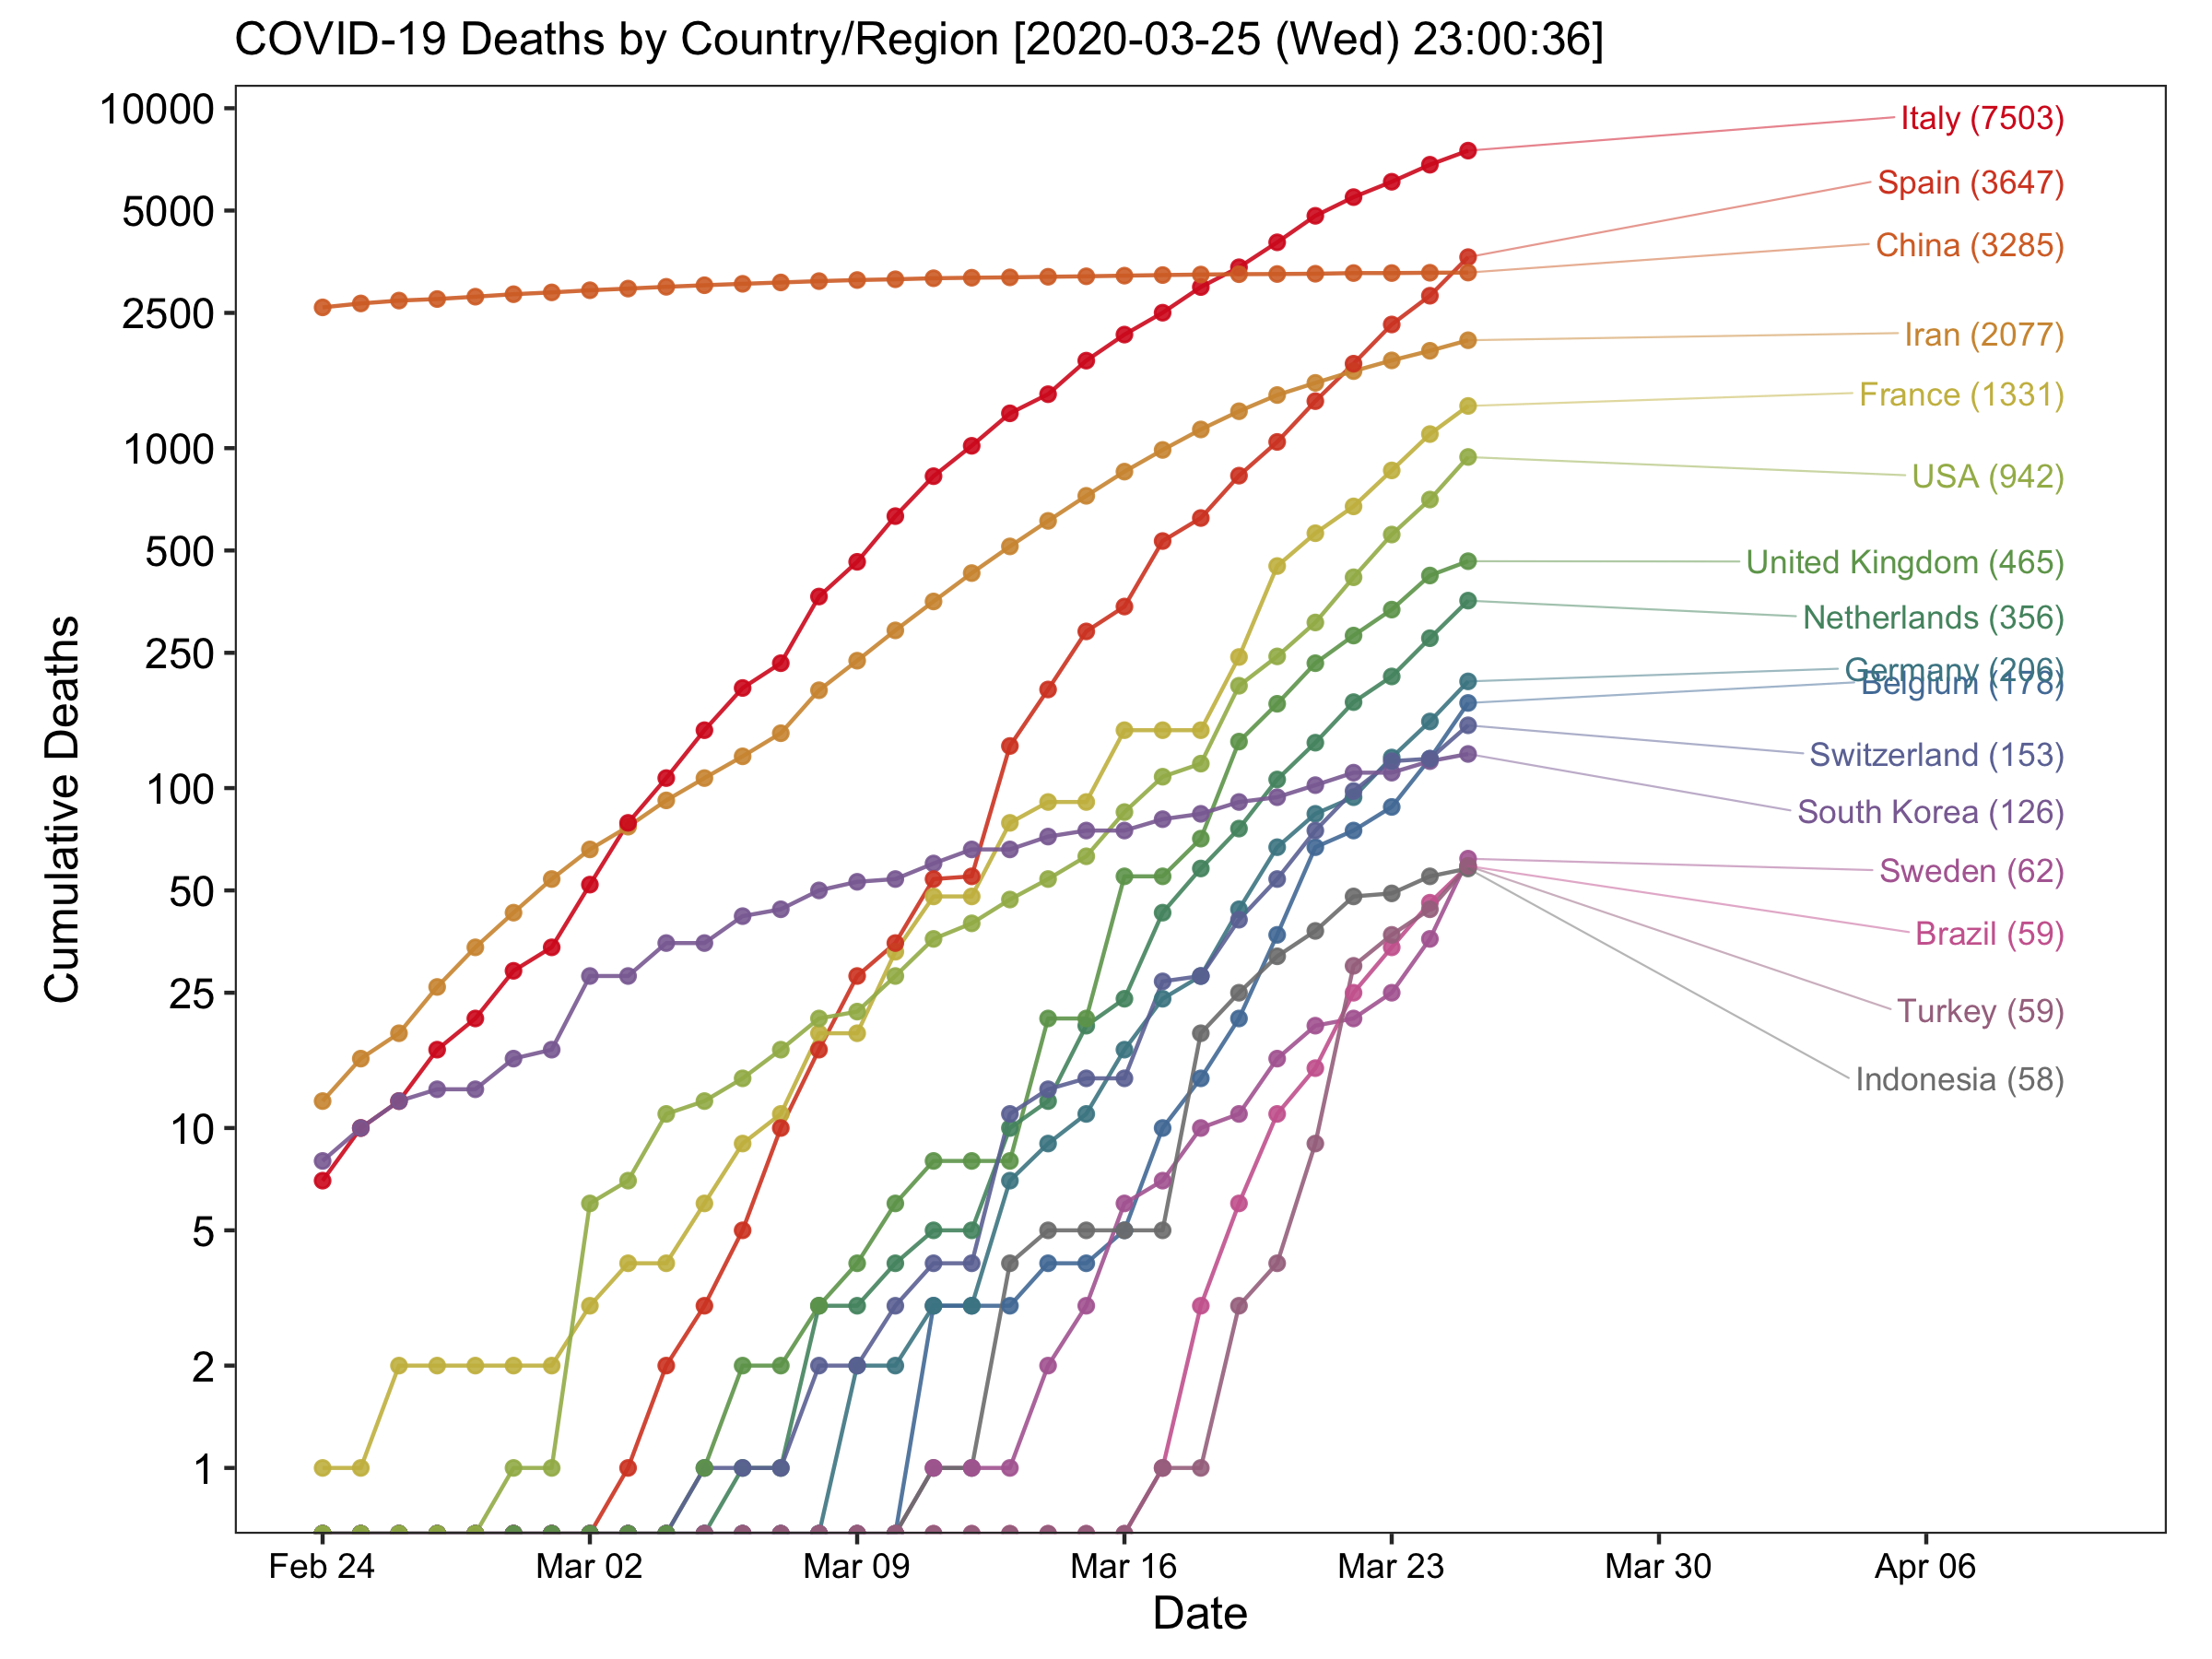 COVID-19 Deaths by Country/Region [2020-03-25 (Wed) 23:00:36]
10000
5000
2500
1000
500
250
100
50
25
10
5
2
1
Cumulative Deaths
Italy (7503)
Spain (3647)
China (3285)
Iran (2077)
France (1331)
USA (942)
United Kingdom (465)
Netherlands (356)
Germany (206)
Belgium (178)
Switzerland (153)
South Korea (126)
Sweden (62)
Brazil (59)
Turkey (59)
Indonesia (58)
Feb 24
Mar 02
Mar 09
Mar 16
Mar 23
Mar 30
Apr 06
Date